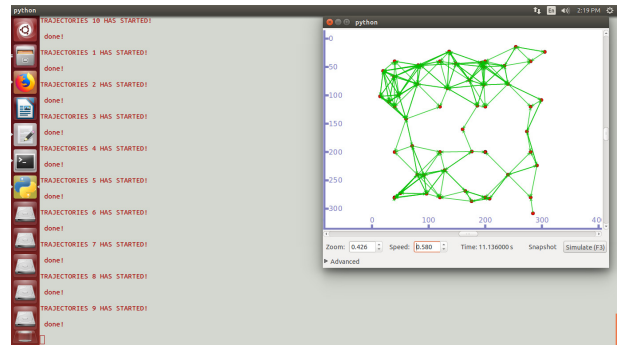 python
En 2:19 PM
TRAJECTORIES 10 HAS STARTED!
done!
TRAJECTORIES 1 HAS STARTED!
done!
TRAJECTORIES 2 HAS STARTED!
done!
TRAJECTORIES 3 HAS STARTED!
done!
TRAJECTORIES 4 HAS STARTED!
done!
TRAJECTORIES 5 HAS STARTED!
done!
TRAJECTORIES 6 HAS STARTED!
done!
TRAJECTORIES 7 HAS STARTED!
done!
TRAJECTORIES 8 HAS STARTED!
done!
TRAJECTORIES 9 HAS STARTED!
done!
python
0
50
100
150
200
250
300
0 100 200 300 40
Zoom: 0.426 Speed: 0.580 Time: 11.136000 s Snapshot Simulate (F3)
Advanced